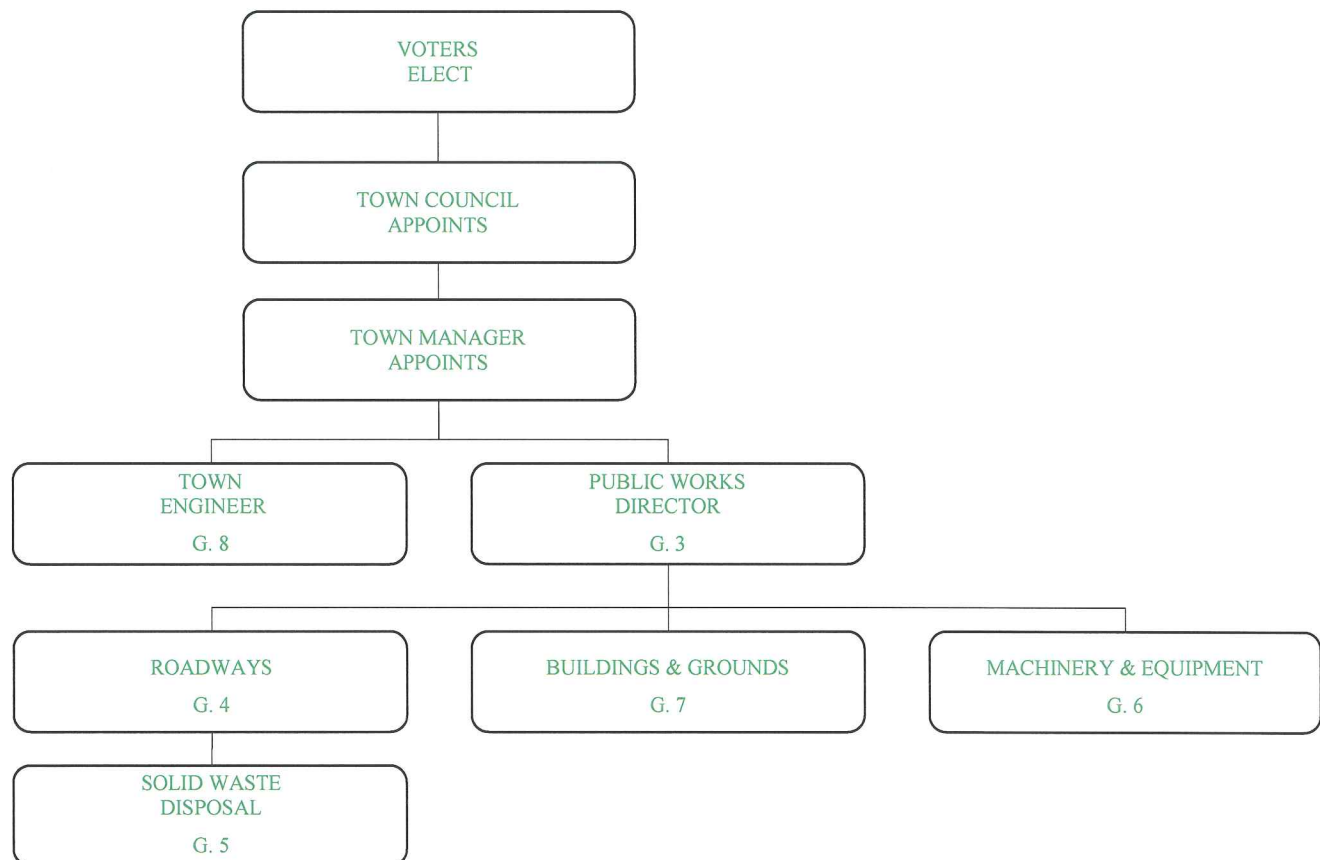 VOTERS
ELECT
TOWN COUNCIL
APPOINTS
TOWN MANAGER
APPOINTS
TOWN
ENGINEER
G. 8
PUBLIC WORKS
DIRECTOR
G. 3
ROADWAYS
G. 4
BUILDINGS & GROUNDS
G. 7
MACHINERY & EQUIPMENT
G. 6
SOLID WASTE
DISPOSAL
G. 5